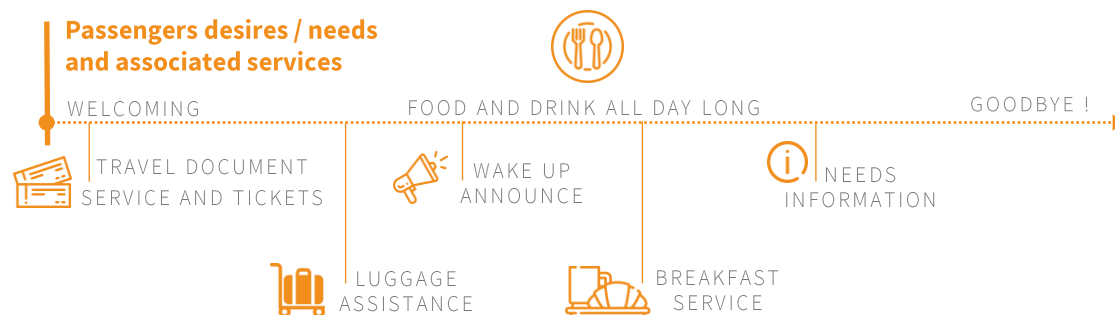 Passengers desires / needs
and associated services
WELCOMING
FOOD AND DRINK ALL DAY LONG
GOODBYE !
TRAVEL DOCUMENT
SERVICE AND TICKETS
WAKE UP
ANNOUNCE
NEEDS
INFORMATION
LUGGAGE
ASSISTANCE
BREAKFAST
SERVICE